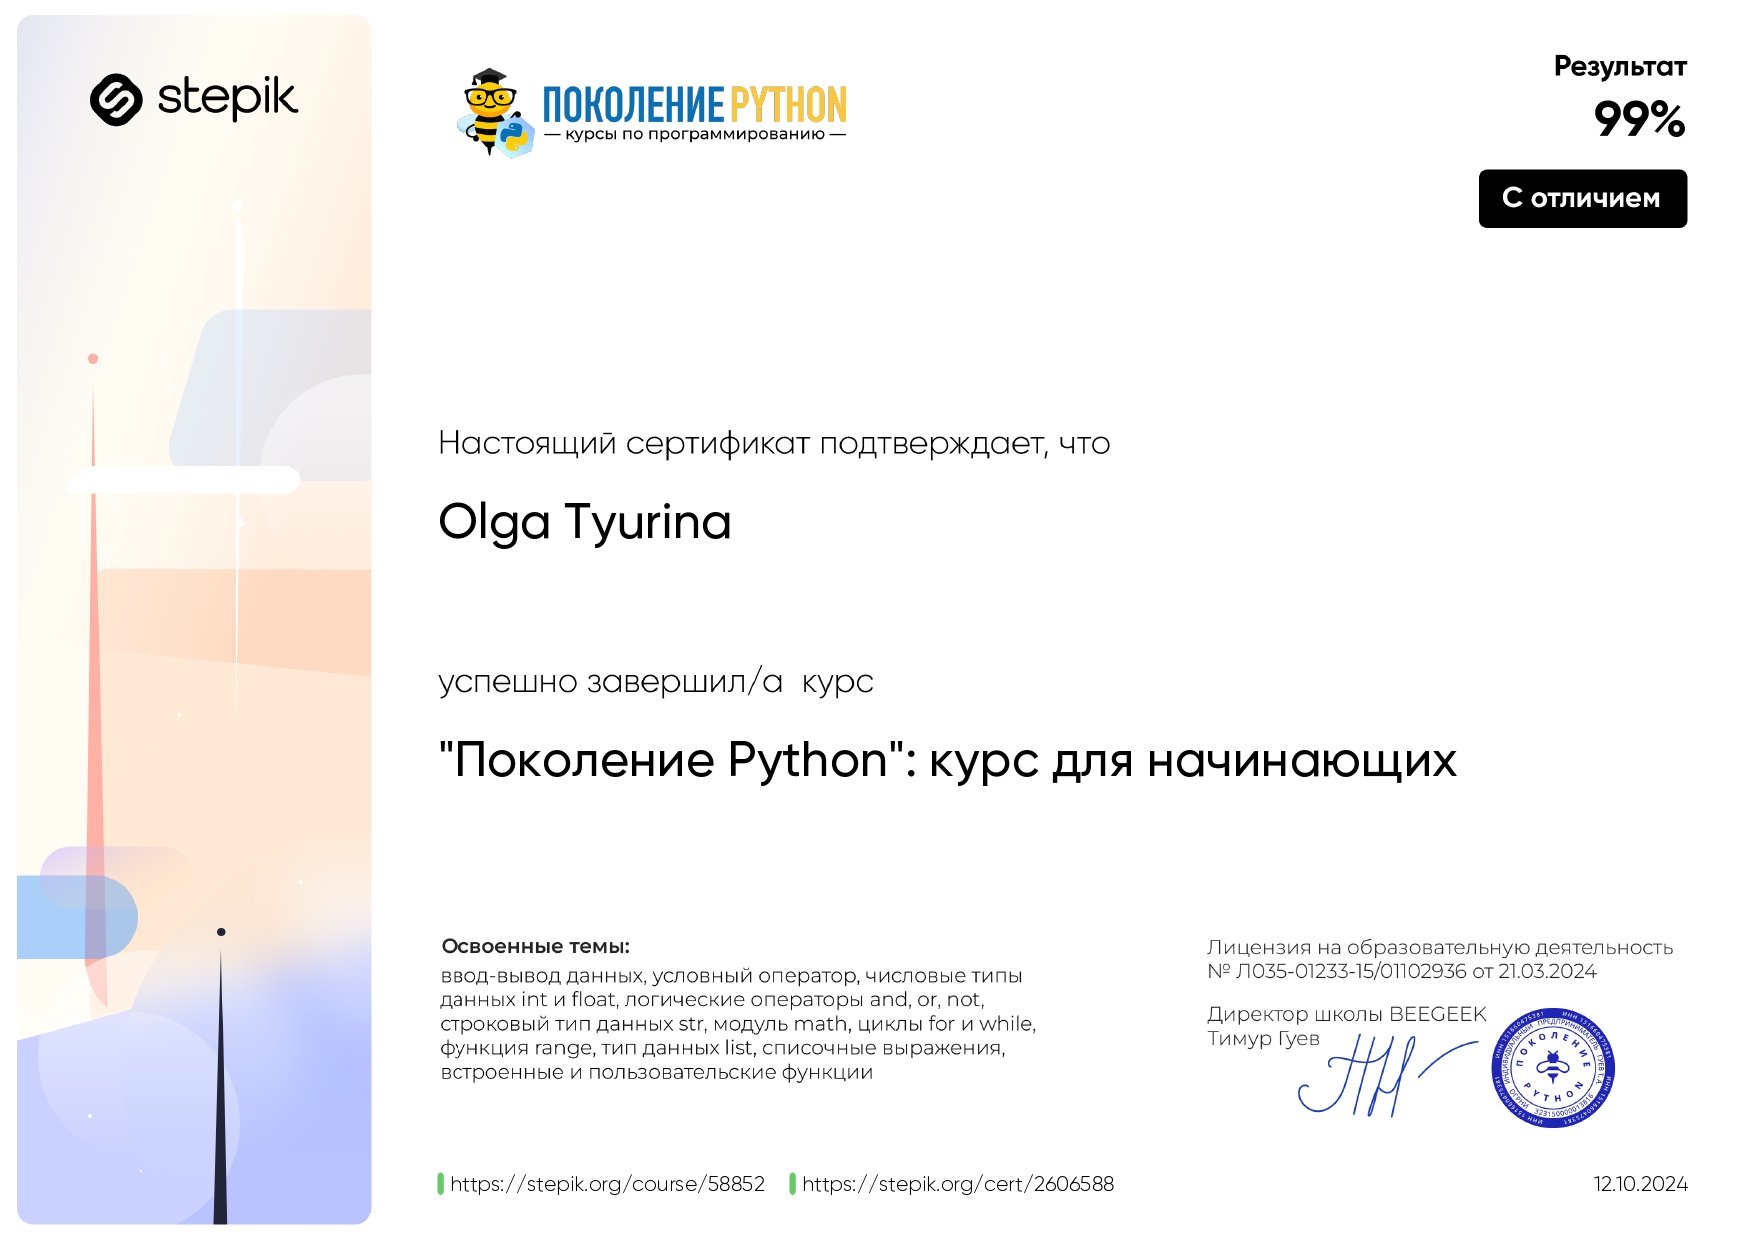 stepik
ПОКОЛЕНИЕ PYTHON
— курсы по программированию —
Результат
99%
С отличием
Настоящий сертификат подтверждает, что
Olga Tyurina
успешно завершил/а курс
"Поколение Python": курс для начинающих
Освоенные темы:
ввод-вывод данных, условный оператор, числовые типы
данных int и float, логические операторы and, or, not,
строковый тип данных str, модуль math, циклы for и while,
функция range, тип данных list, списочные выражения,
встроенные и пользовательские функции
Лицензия на образовательную деятельность
№ Л035-01233-15/01102936 от 21.03.2024
Директор школы BEEGEEK
Тимур Гуев
ИНДИВИДУАЛЬНЫЙ ПРЕДПРИНИМАТЕЛЬ ГУЕВ Т.А.
ПОКОЛЕНИЕ
PYTHON
https://stepik.org/course/58852
https://stepik.org/cert/2606588
12.10.2024